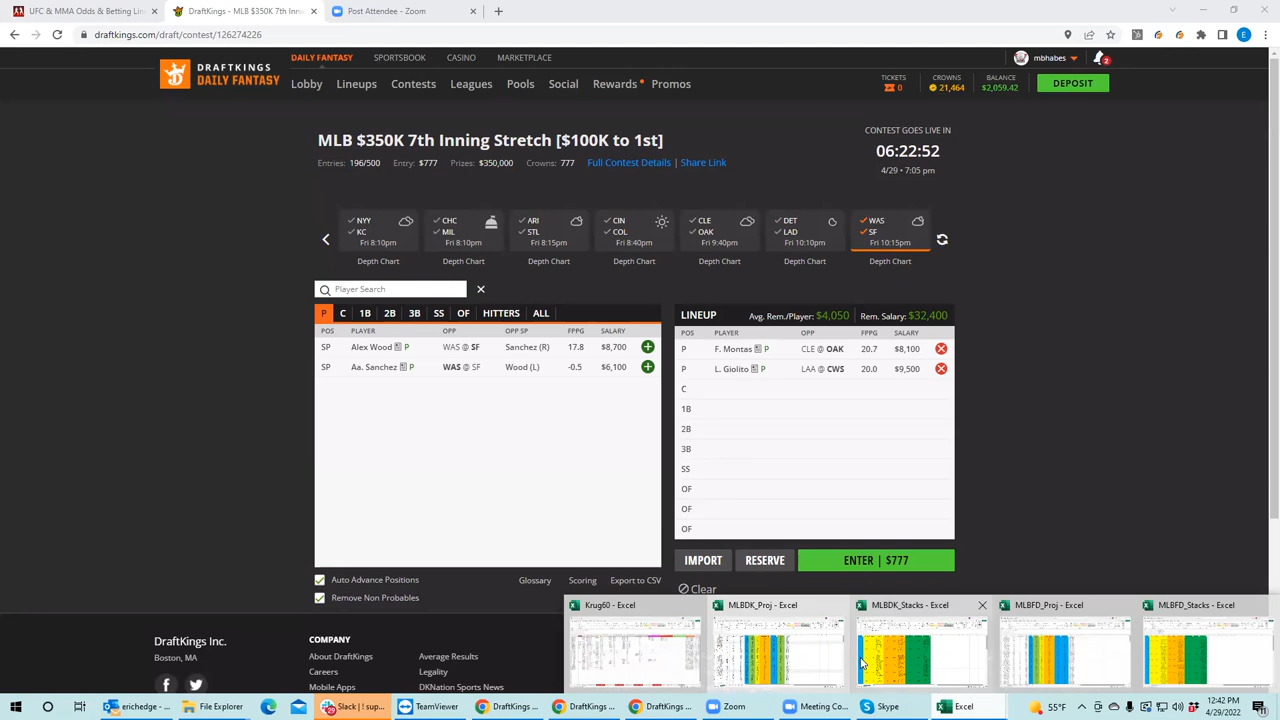 UFC & MMA Odds & Betting Lin
DraftKings - MLB $350K 7th Inn
Post Attendee - Zoom
draftkings.com/draft/contest/126274226
DRAFTKINGS
DAILY FANTASY
DAILY FANTASY SPORTSBOOK CASINO MARKETPLACE
mbhabes
2
Lobby Lineups Contests Leagues Pools Social Rewards Promos
TICKETS CROWNS BALANCE
0 21,464 $2,059.42
DEPOSIT
MLB $350K 7th Inning Stretch [$100K to 1st]
Entries: 196/500 Entry: $777 Prizes: $350,000 Crowns: 777 Full Contest Details | Share Link
CONTEST GOES LIVE IN
06:22:52
4/29 • 7:05 pm
NYY CHC ARI CIN CLE DET WAS
KC MIL STL COL OAK LAD SF
Fri 8:10pm Fri 8:10pm Fri 8:15pm Fri 8:40pm Fri 9:40pm Fri 10:10pm Fri 10:15pm
Depth Chart Depth Chart Depth Chart Depth Chart Depth Chart Depth Chart Depth Chart
Player Search
P C 1B 2B 3B SS OF HITTERS ALL
POS PLAYER OPP OPP SP FPPG SALARY
SP Alex Wood P WAS @ SF Sanchez (R) 17.8 $8,700
SP Aa. Sanchez P WAS @ SF Wood (L) -0.5 $6,100
LINEUP Avg. Rem./Player: $4,050 Rem. Salary: $32,400
POS PLAYER OPP FPPG SALARY
P F. Montas P CLE @ OAK 20.7 $8,100
P L. Giolito P LAA @ CWS 20.0 $9,500
C
1B
2B
3B
SS
OF
OF
OF
IMPORT RESERVE ENTER | $777
Auto Advance Positions Glossary Scoring Export to CSV
Clear
Remove Non Probables
Krug60 - Excel
MLBDK_Proj - Excel
MLBDK_Stacks - Excel
MLBFD_Proj - Excel
MLBFD_Stacks - Excel
DraftKings Inc.
Boston, MA
COMPANY
About DraftKings Average Results
Careers Legality
Mobile Apps DKNation Sports News
erichedge
File Explorer
29
Slack | ! sup...
TeamViewer
DraftKings ...
DraftKings ...
DraftKings ...
Zoom
Meeting Co...
Skype
Excel
55°F
12:42 PM
4/29/2022